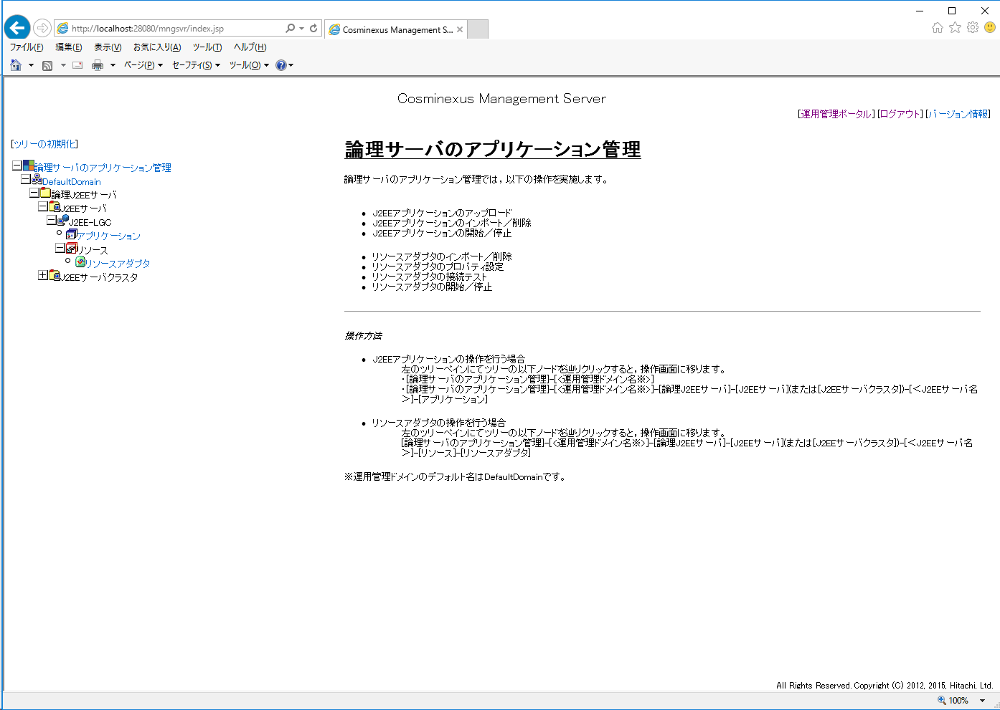 http://localhost:28080/mngsvr/index.jsp
Cosminexus Management S...
ファイル(F) 編集(E) 表示(V) お気に入り(A) ツール(T) ヘルプ(H)
ページ(P) セーフティ(S) ツール(O)
Cosminexus Management Server
[運用管理ポータル] [ログアウト] [バージョン情報]
[ツリーの初期化]
論理サーバのアプリケーション管理
DefaultDomain
論理J2EEサーバ
J2EEサーバ
J2EE-LGC
アプリケーション
リソース
リソースアダプタ
J2EEサーバクラスタ
論理サーバのアプリケーション管理
論理サーバのアプリケーション管理では，以下の操作を実施します。
• J2EEアプリケーションのアップロード
• J2EEアプリケーションのインポート／削除
• J2EEアプリケーションの開始／停止
• リソースアダプタのインポート／削除
• リソースアダプタのプロパティ設定
• リソースアダプタの接続テスト
• リソースアダプタの開始／停止
操作方法
• J2EEアプリケーションの操作を行う場合
左のツリーペインにてツリーの以下ノードを辿りクリックすると，操作画面に移ります。
・[論理サーバのアプリケーション管理]-[<運用管理ドメイン名※>]
・[論理サーバのアプリケーション管理]-[<運用管理ドメイン名※>]-[論理J2EEサーバ]-[J2EEサーバ](または[J2EEサーバクラスタ])-[＜J2EEサーバ名
＞]-[アプリケーション]
• リソースアダプタの操作を行う場合
左のツリーペインにてツリーの以下ノードを辿りクリックすると，操作画面に移ります。
[論理サーバのアプリケーション管理]-[<運用管理ドメイン名※>]-[論理J2EEサーバ]-[J2EEサーバ](または[J2EEサーバクラスタ])-[＜J2EEサーバ名
＞]-[リソース]-[リソースアダプタ]
※運用管理ドメインのデフォルト名はDefaultDomainです。
All Rights Reserved. Copyright (C) 2012, 2015, Hitachi, Ltd.
100%